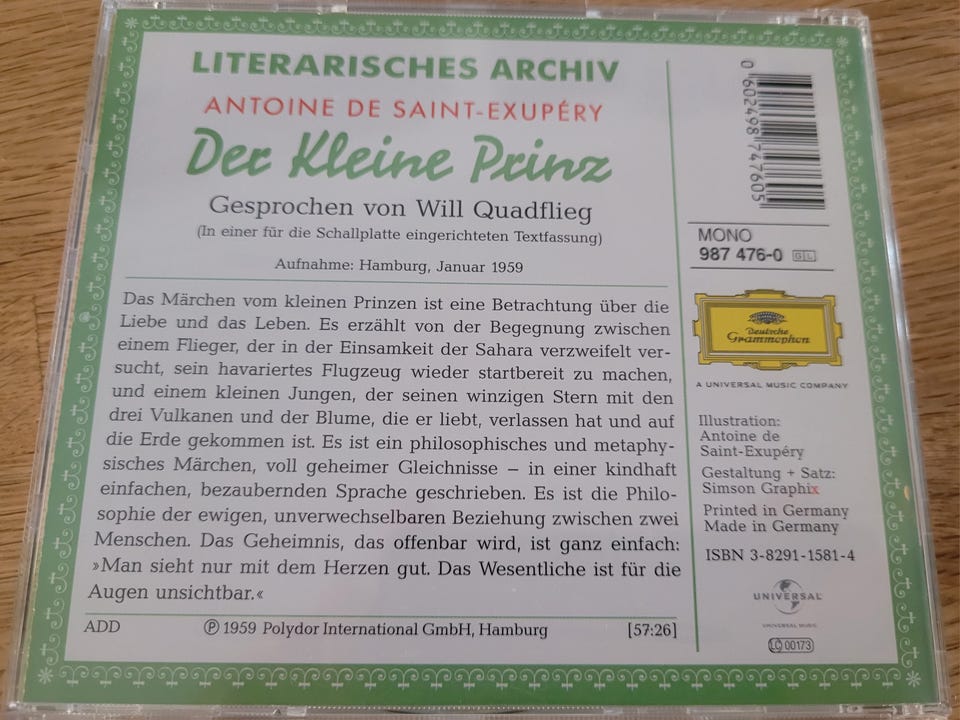 LITERARISCHES ARCHIV
ANTOINE DE SAINT-EXUPÉRY
Der Kleine Prinz
Gesprochen von Will Quadflieg
(In einer für die Schallplatte eingerichteten Textfassung)
Aufnahme: Hamburg, Januar 1959
Das Märchen vom kleinen Prinzen ist eine Betrachtung über die
Liebe und das Leben. Es erzählt von der Begegnung zwischen
einem Flieger, der in der Einsamkeit der Sahara verzweifelt ver-
sucht, sein havariertes Flugzeug wieder startbereit zu machen,
und einem kleinen Jungen, der seinen winzigen Stern mit den
drei Vulkanen und der Blume, die er liebt, verlassen hat und auf
die Erde gekommen ist. Es ist ein philosophisches und metaphy-
sisches Märchen, voll geheimer Gleichnisse – in einer kindhaft
einfachen, bezaubernden Sprache geschrieben. Es ist die Philo-
sophie der ewigen, unverwechselbaren Beziehung zwischen zwei
Menschen. Das Geheimnis, das offenbar wird, ist ganz einfach:
»Man sieht nur mit dem Herzen gut. Das Wesentliche ist für die
Augen unsichtbar.«
ADD ℗ 1959 Polydor International GmbH, Hamburg [57:26]
0 602498 747605
MONO
987 476-0 GL
Deutsche
Grammophon
A UNIVERSAL MUSIC COMPANY
Illustration:
Antoine de
Saint-Exupéry
Gestaltung + Satz:
Simson Graphix
Printed in Germany
Made in Germany
ISBN 3-8291-1581-4
UNIVERSAL
UNIVERSAL MUSIC
LC 00173